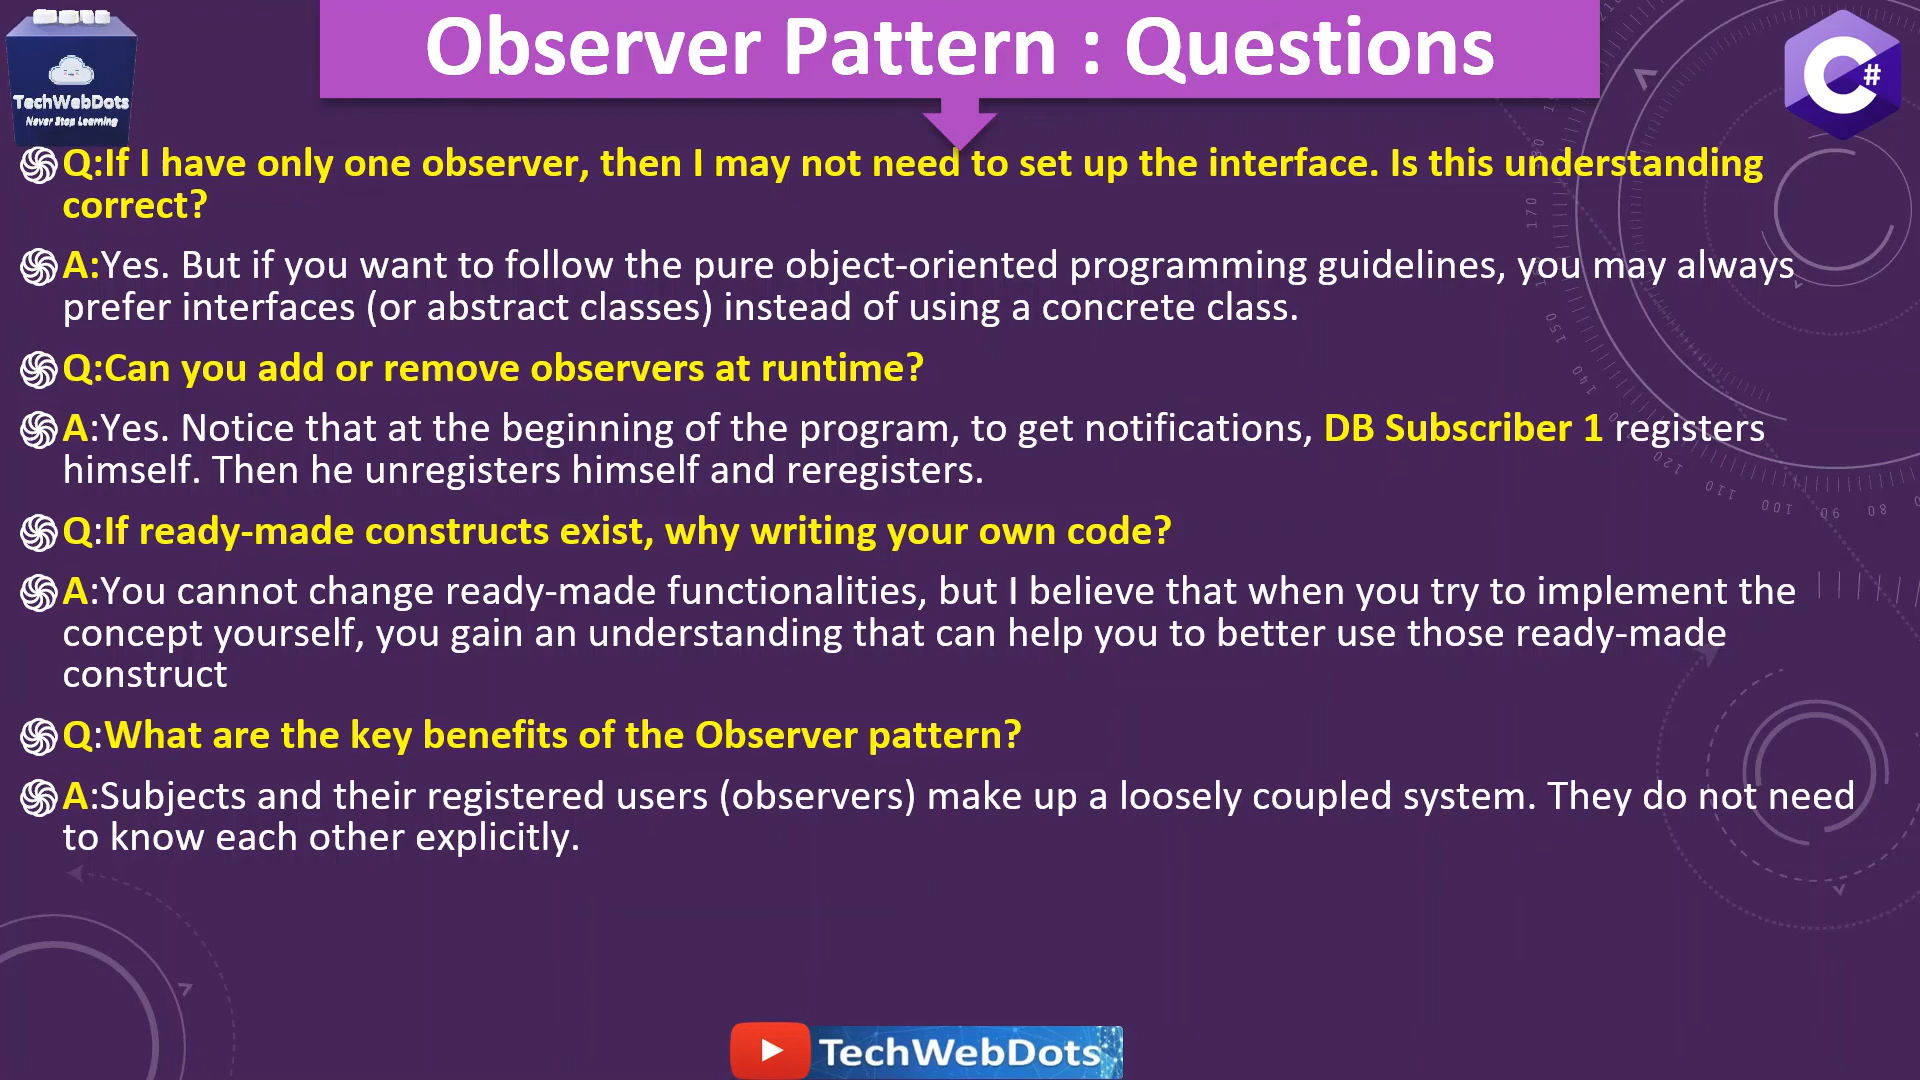 Observer Pattern : Questions
TechWebDots
Never Stop Learning
C#
Q:If I have only one observer, then I may not need to set up the interface. Is this understanding
correct?
A:Yes. But if you want to follow the pure object-oriented programming guidelines, you may always
prefer interfaces (or abstract classes) instead of using a concrete class.
Q:Can you add or remove observers at runtime?
A:Yes. Notice that at the beginning of the program, to get notifications, DB Subscriber 1 registers
himself. Then he unregisters himself and reregisters.
Q:If ready-made constructs exist, why writing your own code?
A:You cannot change ready-made functionalities, but I believe that when you try to implement the
concept yourself, you gain an understanding that can help you to better use those ready-made
construct
Q:What are the key benefits of the Observer pattern?
A:Subjects and their registered users (observers) make up a loosely coupled system. They do not need
to know each other explicitly.
170
150
140
120
110
100
90
80
TechWebDots